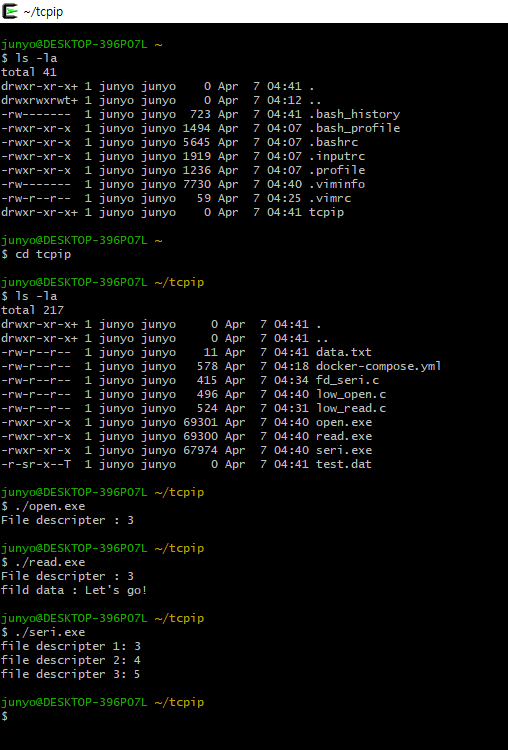 ~/tcpip
junyo@DESKTOP-396PO7L ~
$ ls -la
total 41
drwxr-xr-x+ 1 junyo junyo    0 Apr  7 04:41 .
drwxrwxrwt+ 1 junyo junyo    0 Apr  7 04:12 ..
-rw-------  1 junyo junyo  723 Apr  7 04:41 .bash_history
-rwxr-xr-x  1 junyo junyo 1494 Apr  7 04:07 .bash_profile
-rwxr-xr-x  1 junyo junyo 5645 Apr  7 04:07 .bashrc
-rwxr-xr-x  1 junyo junyo 1919 Apr  7 04:07 .inputrc
-rwxr-xr-x  1 junyo junyo 1236 Apr  7 04:07 .profile
-rw-------  1 junyo junyo 7730 Apr  7 04:40 .viminfo
-rw-r--r--  1 junyo junyo   59 Apr  7 04:25 .vimrc
drwxr-xr-x+ 1 junyo junyo    0 Apr  7 04:41 tcpip
junyo@DESKTOP-396PO7L ~
$ cd tcpip
junyo@DESKTOP-396PO7L ~/tcpip
$ ls -la
total 217
drwxr-xr-x+ 1 junyo junyo     0 Apr  7 04:41 .
drwxr-xr-x+ 1 junyo junyo     0 Apr  7 04:41 ..
-rw-r--r--  1 junyo junyo    11 Apr  7 04:41 data.txt
-rw-r--r--  1 junyo junyo   578 Apr  7 04:18 docker-compose.yml
-rw-r--r--  1 junyo junyo   415 Apr  7 04:34 fd_seri.c
-rw-r--r--  1 junyo junyo   496 Apr  7 04:40 low_open.c
-rw-r--r--  1 junyo junyo   524 Apr  7 04:31 low_read.c
-rwxr-xr-x  1 junyo junyo 69301 Apr  7 04:40 open.exe
-rwxr-xr-x  1 junyo junyo 69300 Apr  7 04:40 read.exe
-rwxr-xr-x  1 junyo junyo 67974 Apr  7 04:40 seri.exe
-r-sr-x--T  1 junyo junyo     0 Apr  7 04:41 test.dat
junyo@DESKTOP-396PO7L ~/tcpip
$ ./open.exe
File descripter : 3
junyo@DESKTOP-396PO7L ~/tcpip
$ ./read.exe
File descripter : 3
fild data : Let's go!
junyo@DESKTOP-396PO7L ~/tcpip
$ ./seri.exe
file descripter 1: 3
file descripter 2: 4
file descripter 3: 5
junyo@DESKTOP-396PO7L ~/tcpip
$